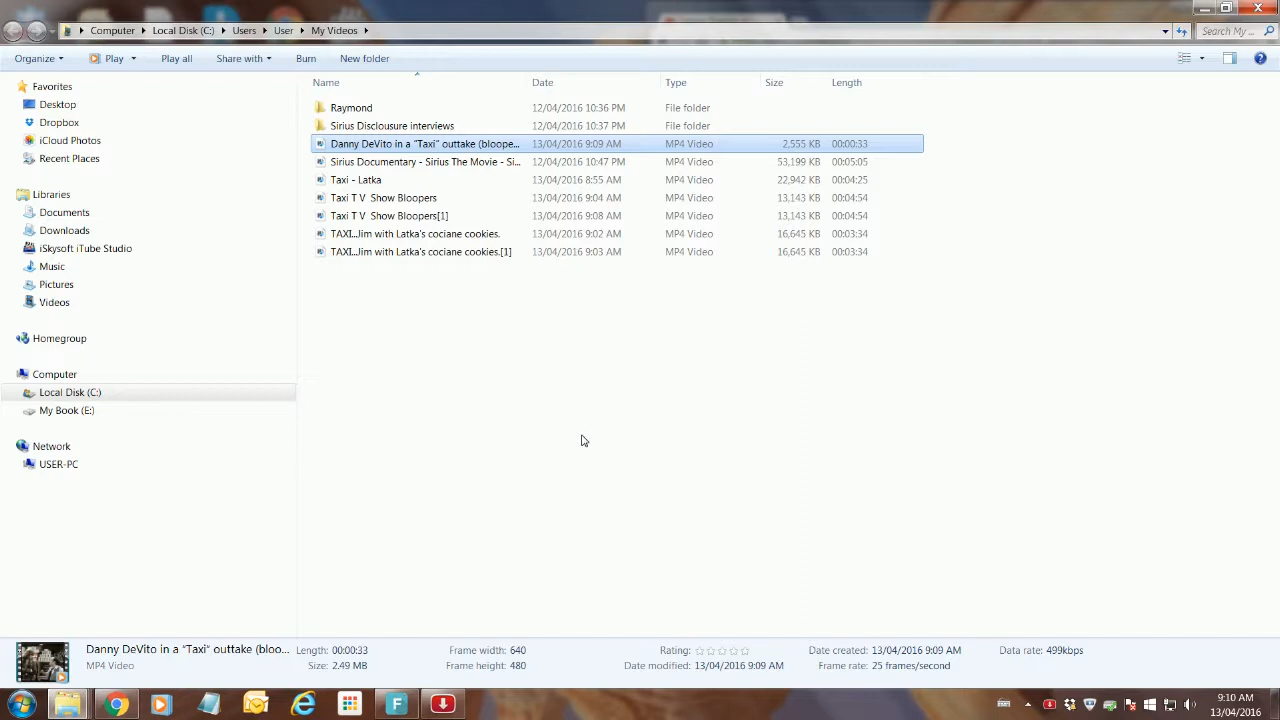 Computer Local Disk (C:) Users User My Videos Search My ...
Organize Play Play all Share with Burn New folder
Name Date Type Size Length
Favorites
Desktop
Dropbox
iCloud Photos
Recent Places
Libraries
Documents
Downloads
iSkysoft iTube Studio
Music
Pictures
Videos
Homegroup
Computer
Local Disk (C:)
My Book (E:)
Network
USER-PC
Raymond 12/04/2016 10:36 PM File folder
Sirius Disclousure interviews 12/04/2016 10:37 PM File folder
Danny DeVito in a "Taxi" outtake (bloope... 13/04/2016 9:09 AM MP4 Video 2,555 KB 00:00:33
Sirius Documentary - Sirius The Movie - Si... 12/04/2016 10:47 PM MP4 Video 53,199 KB 00:05:05
Taxi - Latka 13/04/2016 8:55 AM MP4 Video 22,942 KB 00:04:25
Taxi T V Show Bloopers 13/04/2016 9:04 AM MP4 Video 13,143 KB 00:04:54
Taxi T V Show Bloopers[1] 13/04/2016 9:08 AM MP4 Video 13,143 KB 00:04:54
TAXI...Jim with Latka's cociane cookies. 13/04/2016 9:02 AM MP4 Video 16,645 KB 00:03:34
TAXI...Jim with Latka's cociane cookies.[1] 13/04/2016 9:03 AM MP4 Video 16,645 KB 00:03:34
Danny DeVito in a "Taxi" outtake (bloo... Length: 00:00:33 Frame width: 640 Rating: Date created: 13/04/2016 9:09 AM Data rate: 499kbps
MP4 Video Size: 2.49 MB Frame height: 480 Date modified: 13/04/2016 9:09 AM Frame rate: 25 frames/second
F
9:10 AM
13/04/2016